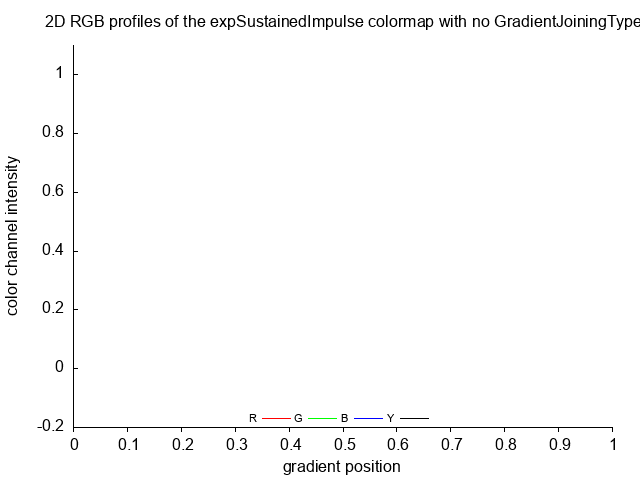 2D RGB profiles of the expSustainedImpulse colormap with no GradientJoiningType
1
0.8
0.6
0.4
0.2
0
-0.2
color channel intensity
R G B Y
0 0.1 0.2 0.3 0.4 0.5 0.6 0.7 0.8 0.9 1
gradient position